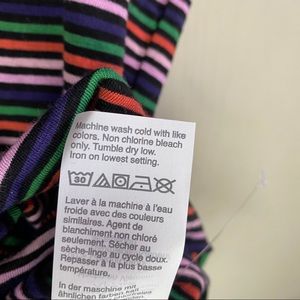 Machine wash cold with like
colors. Non chlorine bleach
only. Tumble dry low.
Iron on lowest setting.
30
Laver à la machine à l'eau
froide avec des couleurs
similaires. Agent de
blanchiment non chloré
seulement. Sécher au
sèche-linge au cycle doux.
Repasser à la plus basse
température.
In der maschine mit
ähnlichen farben